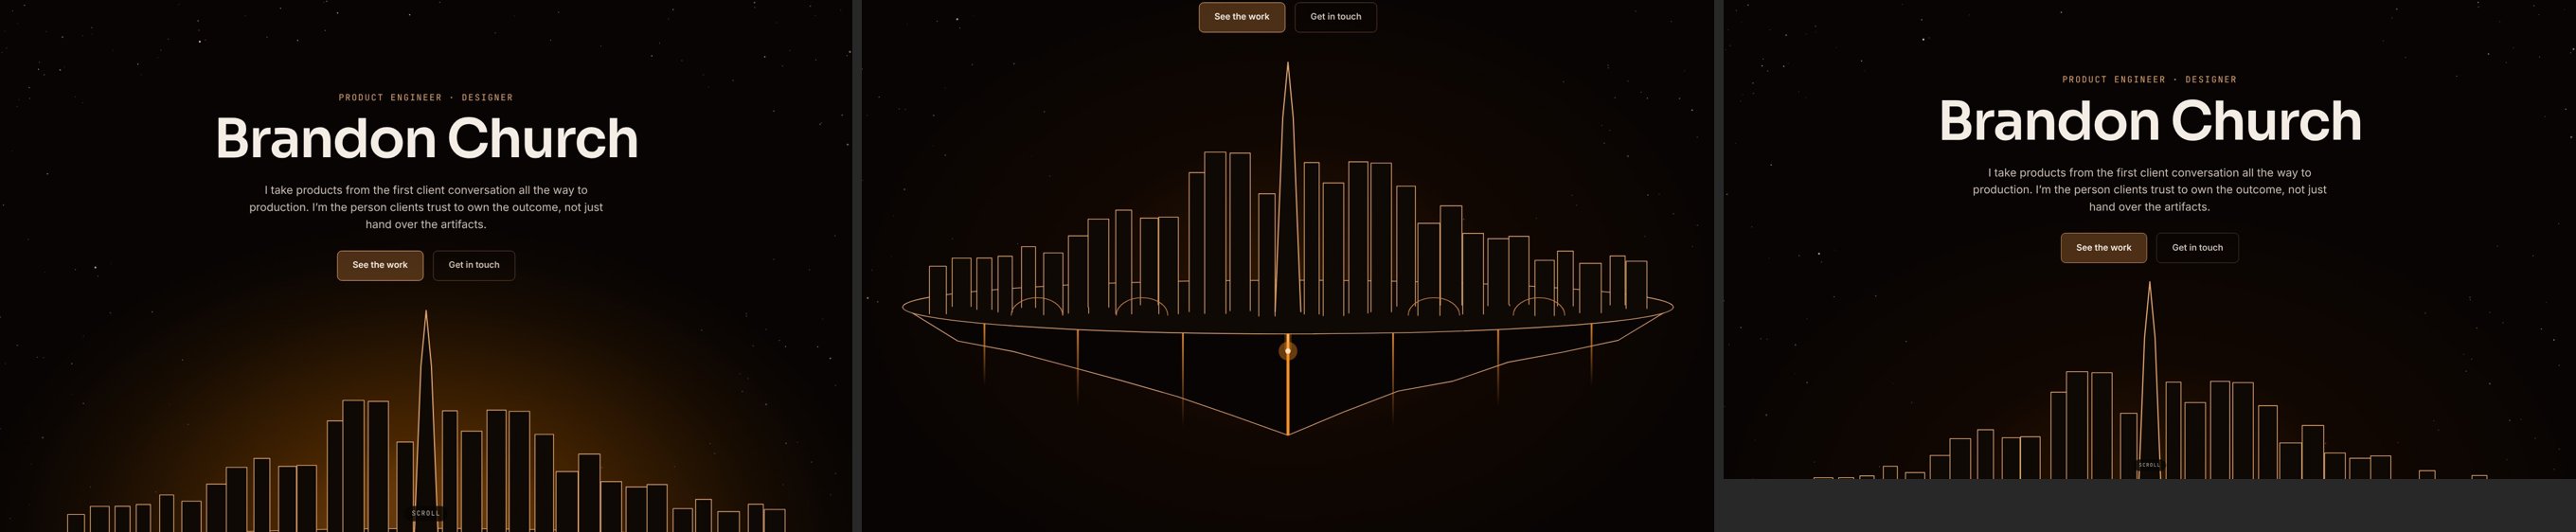 PRODUCT ENGINEER · DESIGNER
Brandon Church
I take products from the first client conversation all the way to
production. I'm the person clients trust to own the outcome, not just
hand over the artifacts.
See the work
Get in touch
SCROLL
See the work
Get in touch
PRODUCT ENGINEER · DESIGNER
Brandon Church
I take products from the first client conversation all the way to
production. I'm the person clients trust to own the outcome, not just
hand over the artifacts.
See the work
Get in touch
SCROLL